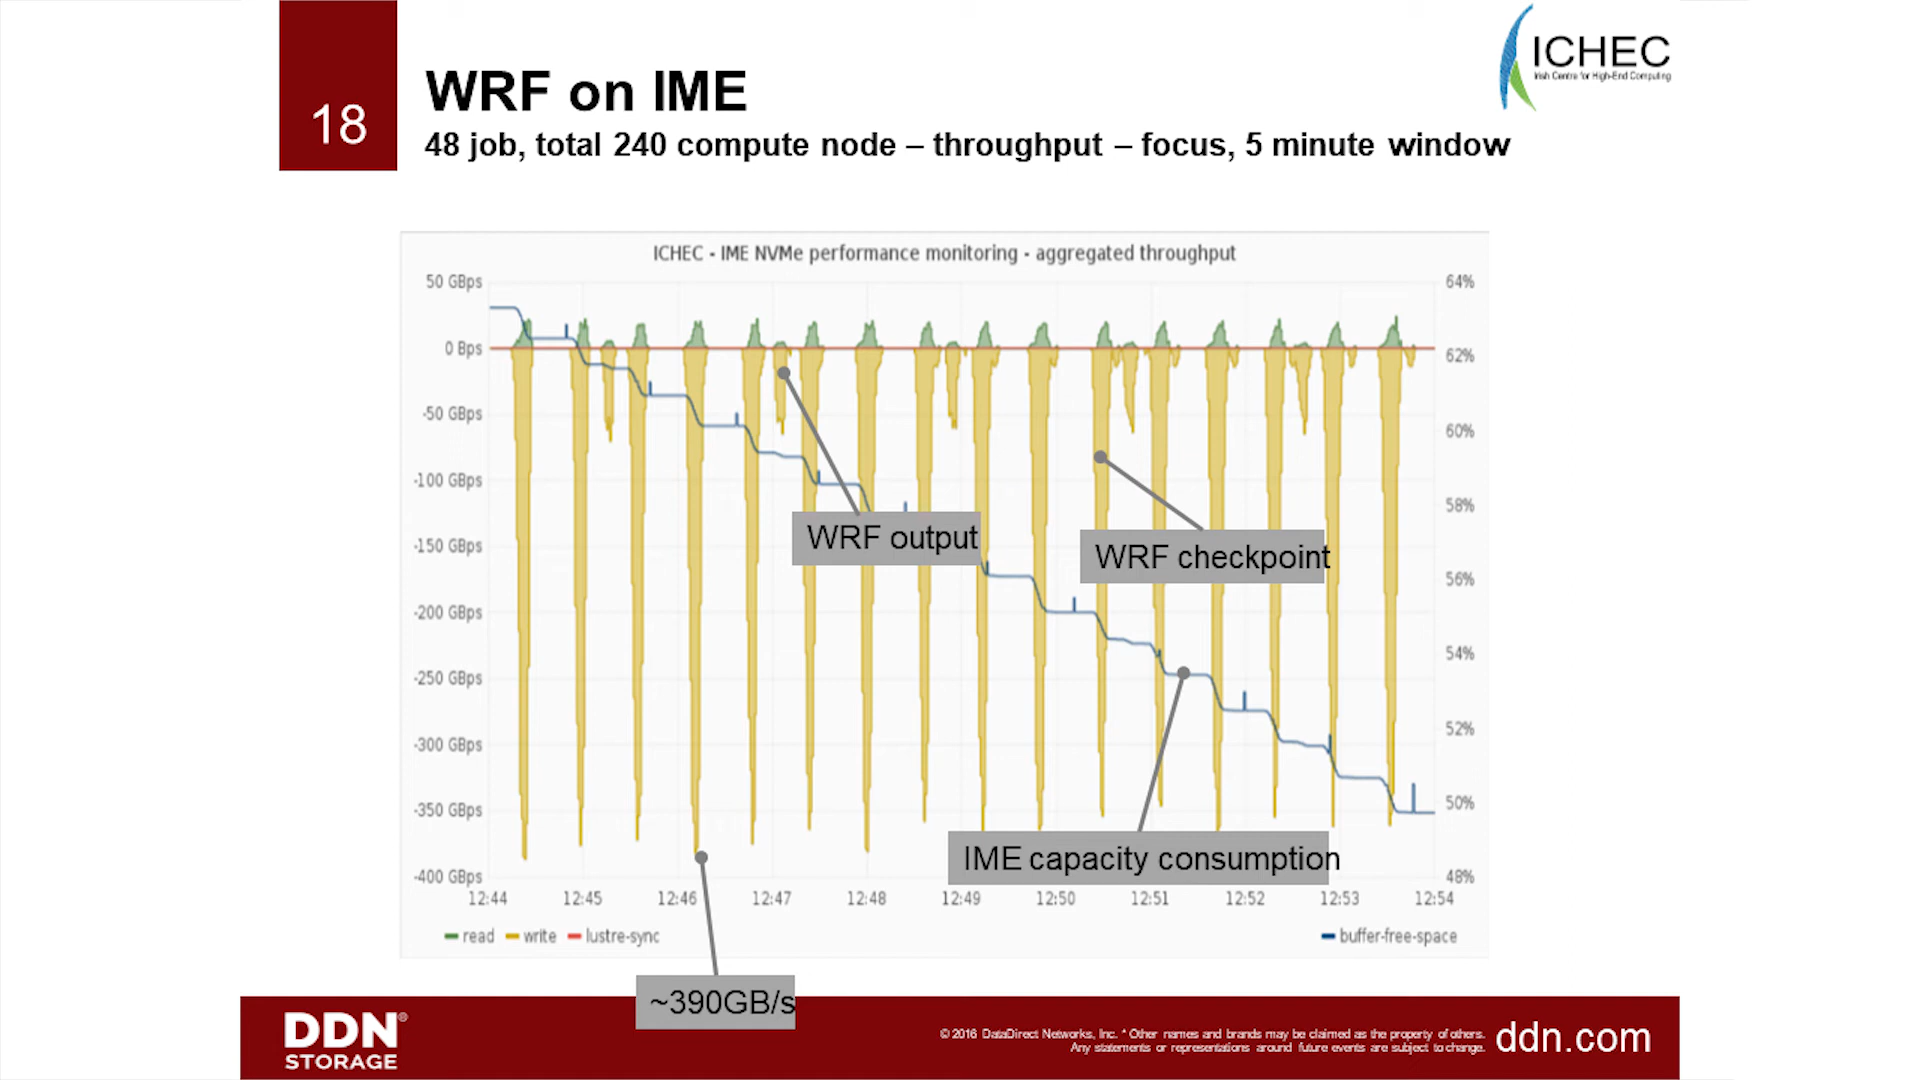 18
WRF on IME
48 job, total 240 compute node – throughput – focus, 5 minute window
ICHEC
Irish Centre for High-End Computing
ICHEC - IME NVMe performance monitoring - aggregated throughput
50 GBps
0 Bps
-50 GBps
-100 GBps
-150 GBps
-200 GBps
-250 GBps
-300 GBps
-350 GBps
-400 GBps
64%
62%
60%
58%
56%
54%
52%
50%
48%
WRF output
WRF checkpoint
IME capacity consumption
12:44 12:45 12:46 12:47 12:48 12:49 12:50 12:51 12:52 12:53 12:54
read write lustre-sync buffer-free-space
~390GB/s
DDN®
STORAGE
© 2016 DataDirect Networks, Inc. * Other names and brands may be claimed as the property of others.
Any statements or representations around future events are subject to change.
ddn.com